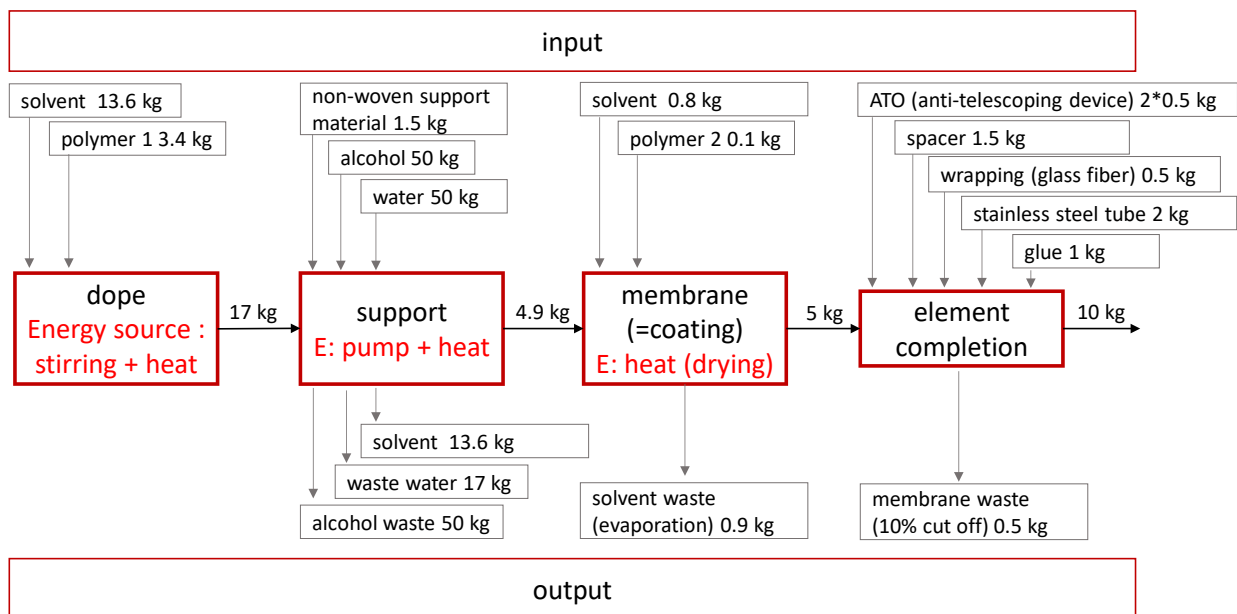 input
solvent 13.6 kg
polymer 1 3.4 kg
non-woven support
material 1.5 kg
alcohol 50 kg
water 50 kg
solvent 0.8 kg
polymer 2 0.1 kg
ATO (anti-telescoping device) 2*0.5 kg
spacer 1.5 kg
wrapping (glass fiber) 0.5 kg
stainless steel tube 2 kg
glue 1 kg
dope
Energy source :
stirring + heat
17 kg
support
E: pump + heat
4.9 kg
membrane
(=coating)
E: heat (drying)
5 kg
element
completion
10 kg
solvent 13.6 kg
waste water 17 kg
alcohol waste 50 kg
solvent waste
(evaporation) 0.9 kg
membrane waste
(10% cut off) 0.5 kg
output